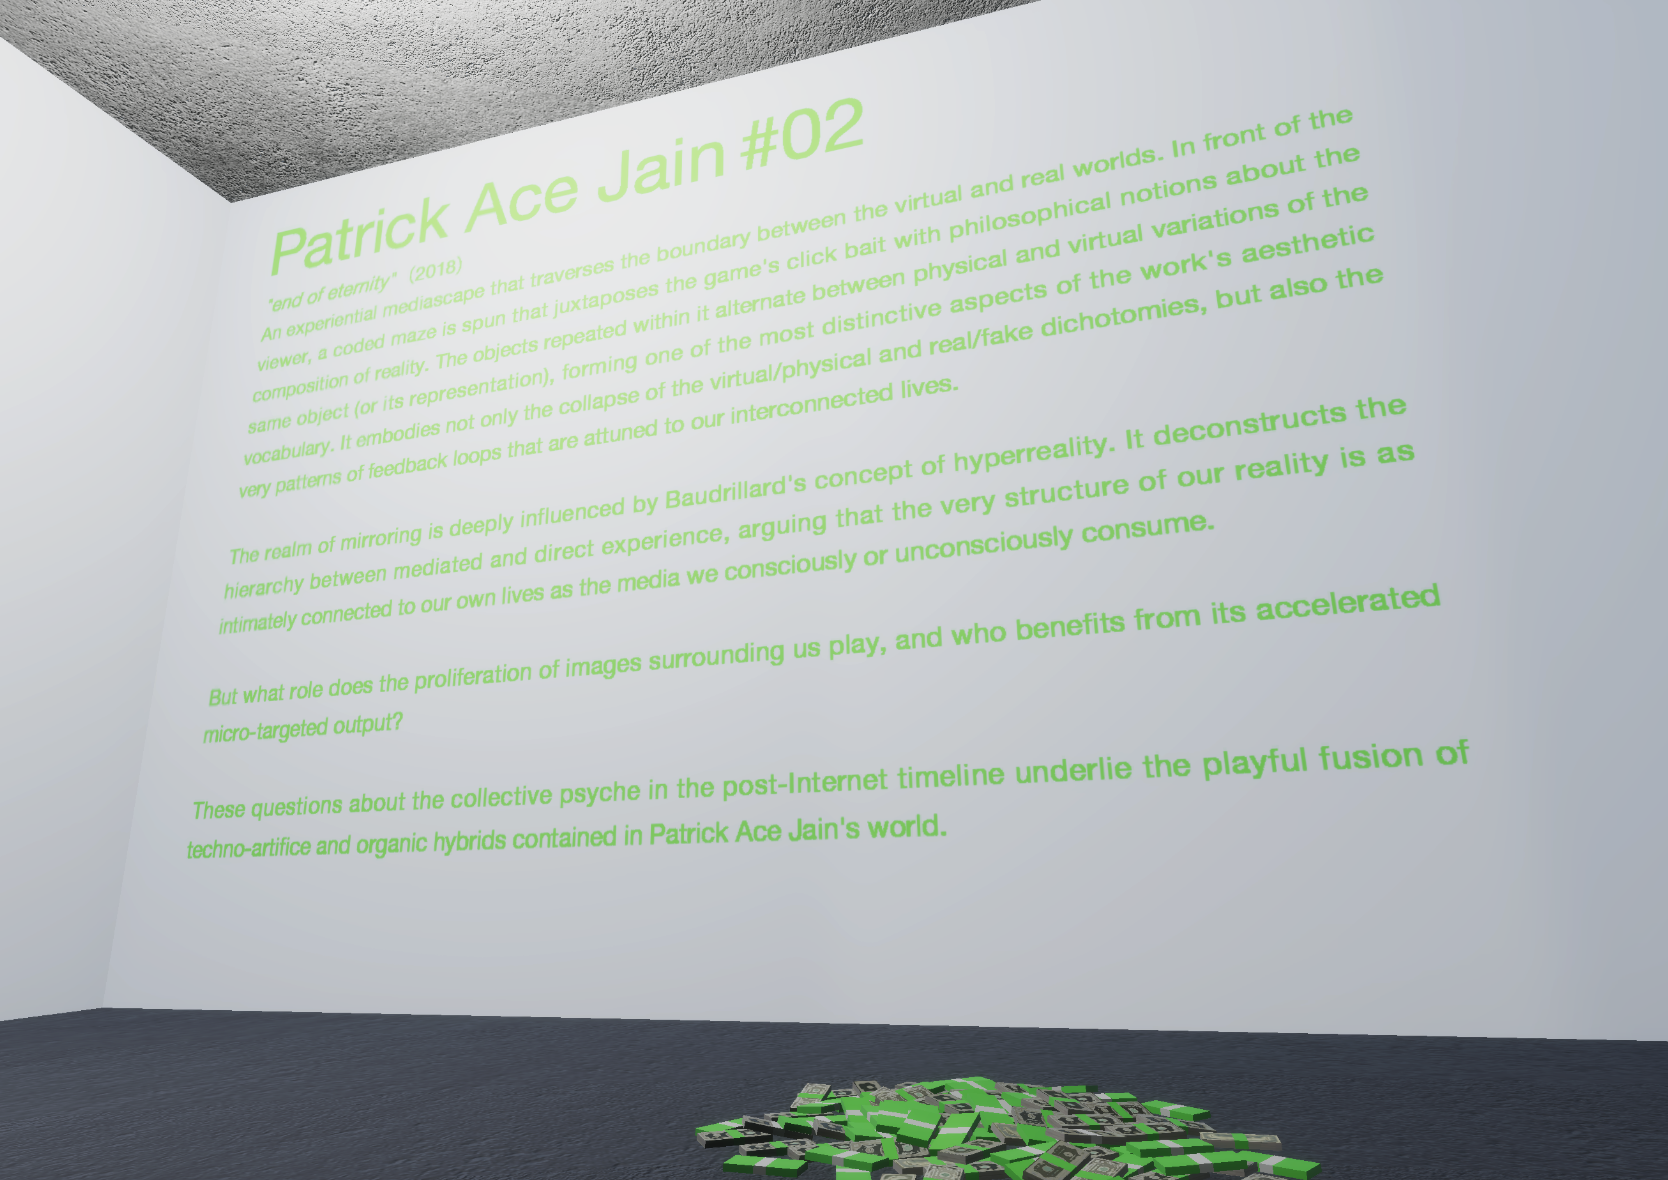 Patrick Ace Jain #02
"end of eternity" (2018)
An experiential mediascape that traverses the boundary between the virtual and real worlds. In front of the
viewer, a coded maze is spun that juxtaposes the game's click bait with philosophical notions about the
composition of reality. The objects repeated within it alternate between physical and virtual variations of the
same object (or its representation), forming one of the most distinctive aspects of the work's aesthetic
vocabulary. It embodies not only the collapse of the virtual/physical and real/fake dichotomies, but also the
very patterns of feedback loops that are attuned to our interconnected lives.
The realm of mirroring is deeply influenced by Baudrillard's concept of hyperreality. It deconstructs the
hierarchy between mediated and direct experience, arguing that the very structure of our reality is as
intimately connected to our own lives as the media we consciously or unconsciously consume.
But what role does the proliferation of images surrounding us play, and who benefits from its accelerated
micro-targeted output?
These questions about the collective psyche in the post-Internet timeline underlie the playful fusion of
techno-artifice and organic hybrids contained in Patrick Ace Jain's world.